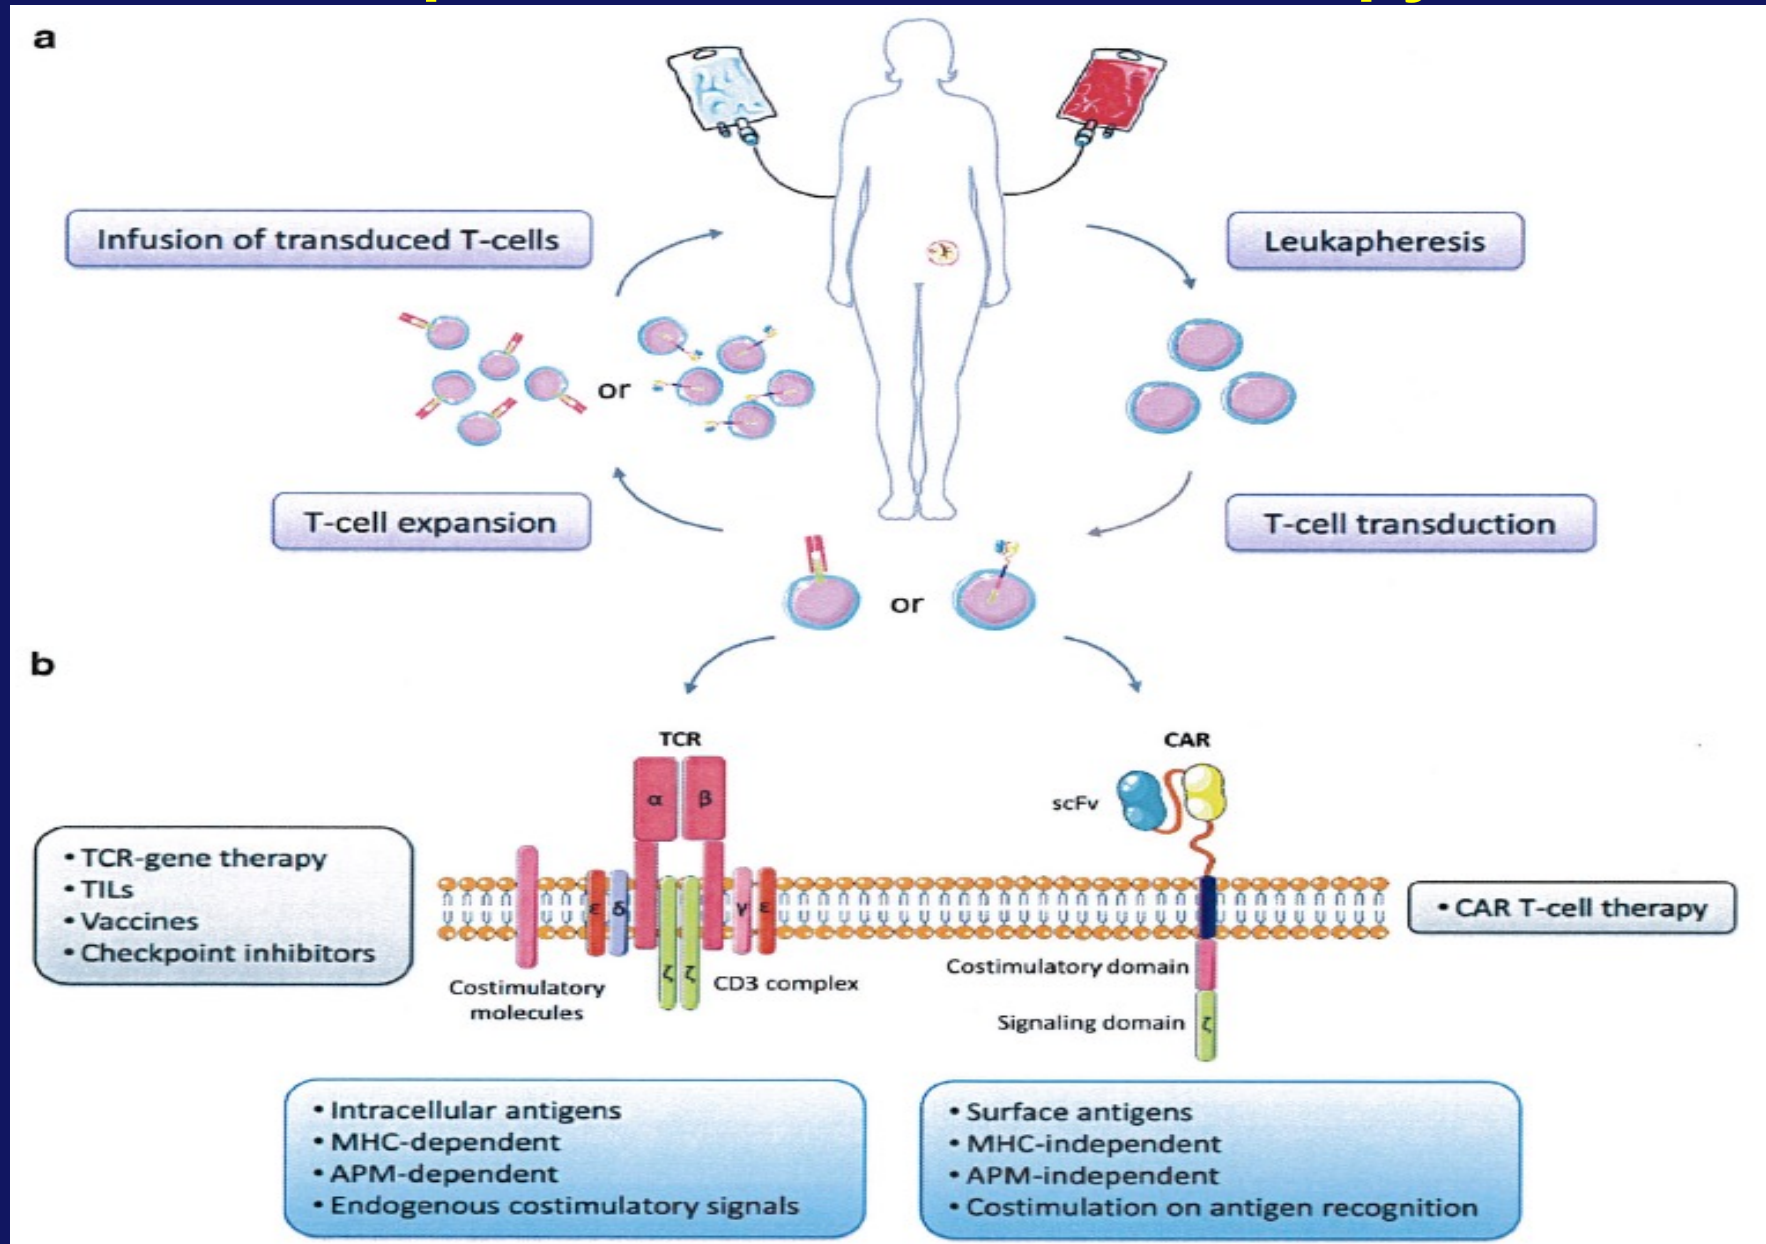 a
Infusion of transduced T-cells
Leukapheresis
or
T-cell expansion
T-cell transduction
or
b
TCR
CAR
α
β
scFv
• TCR-gene therapy
• TILs
• Vaccines
• Checkpoint inhibitors
ε
δ
γ
ε
ζ
ζ
• CAR T-cell therapy
Costimulatory
molecules
CD3 complex
Costimulatory domain
Signaling domain
ζ
• Intracellular antigens
• MHC-dependent
• APM-dependent
• Endogenous costimulatory signals
• Surface antigens
• MHC-independent
• APM-independent
• Costimulation on antigen recognition